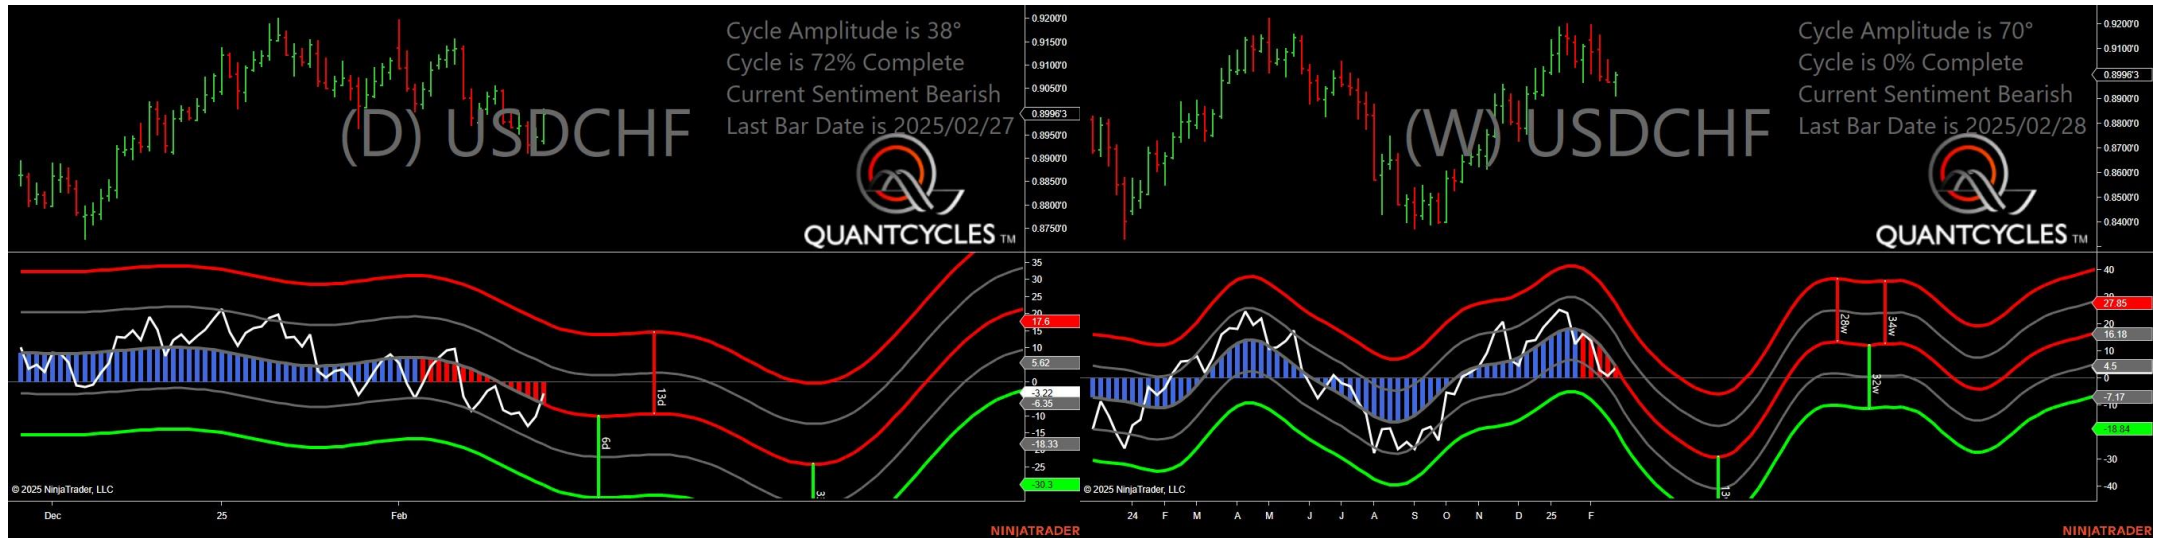 Cycle Amplitude is 38°
Cycle is 72% Complete
Current Sentiment Bearish
Last Bar Date is 2025/02/27
(D) USDCHF
QUANTCYCLES TM
0.9200'0
0.9150'0
0.9100'0
0.9050'0
0.8996'3
0.8950'0
0.8900'0
0.8850'0
0.8800'0
0.8750'0
35
30
25
20
17.6
15
10
5.62
0
-3.22
-6.35
-10
-15
-18.33
-25
-30.3
13d
6d
© 2025 NinjaTrader, LLC
Dec
25
Feb
NINJATRADER
Cycle Amplitude is 70°
Cycle is 0% Complete
Current Sentiment Bearish
Last Bar Date is 2025/02/28
(W) USDCHF
QUANTCYCLES TM
0.9200'0
0.9100'0
0.8996'3
0.8900'0
0.8800'0
0.8700'0
0.8600'0
0.8500'0
0.8400'0
40
27.85
20
16.18
10
4.5
0
-7.17
-10
-18.84
-30
-40
28w
34w
32w
© 2025 NinjaTrader, LLC
24 F M A M J J A S O N D 25 F
NINJATRADER